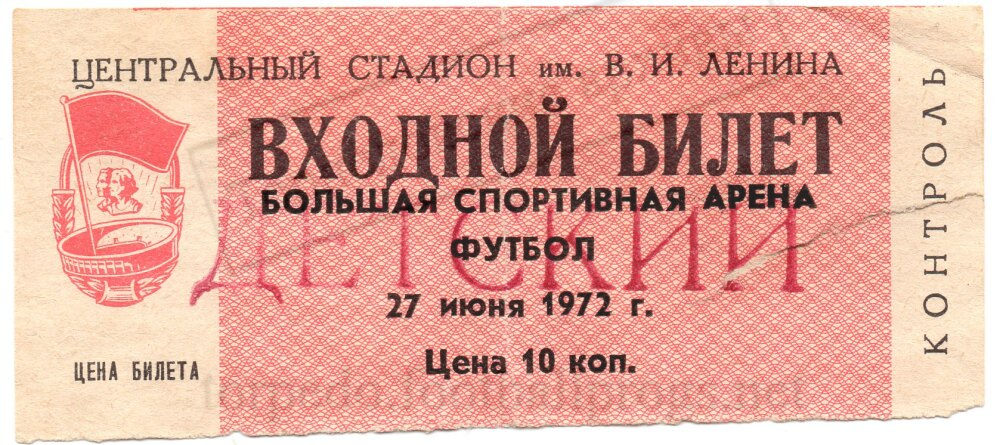 ЦЕНТРАЛЬНЫЙ СТАДИОН им. В. И. ЛЕНИНА
ВХОДНОЙ БИЛЕТ
БОЛЬШАЯ СПОРТИВНАЯ АРЕНА
ДЕТСКИЙ
ФУТБОЛ
27 июня 1972 г.
Цена 10 коп.
ЦЕНА БИЛЕТА
КОНТРОЛЬ